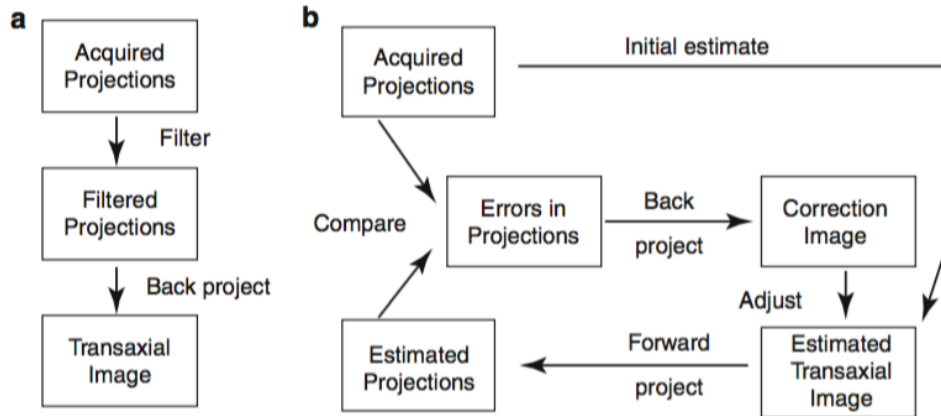 a
Acquired
Projections
Filter
Filtered
Projections
Back project
Transaxial
Image
b
Acquired
Projections
Initial estimate
Compare
Errors in
Projections
Back
project
Correction
Image
Adjust
Estimated
Projections
Forward
project
Estimated
Transaxial
Image